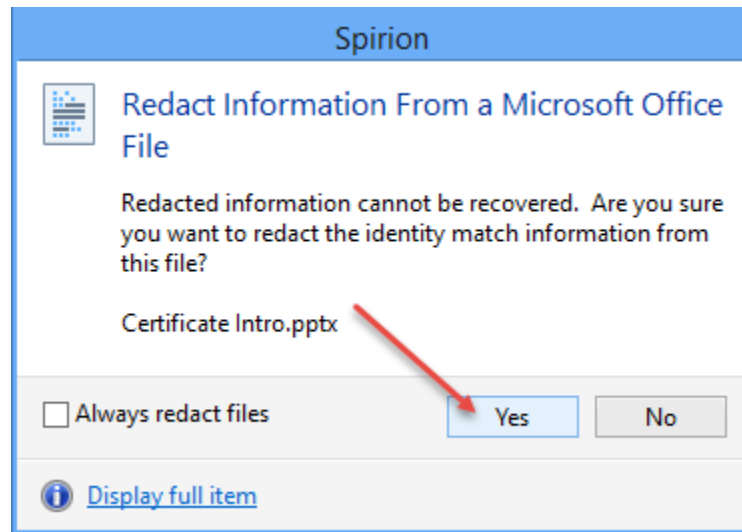 Spirion
Redact Information From a Microsoft Office
File
Redacted information cannot be recovered.  Are you sure
you want to redact the identity match information from
this file?
Certificate Intro.pptx
Always redact files
Yes
No
Display full item